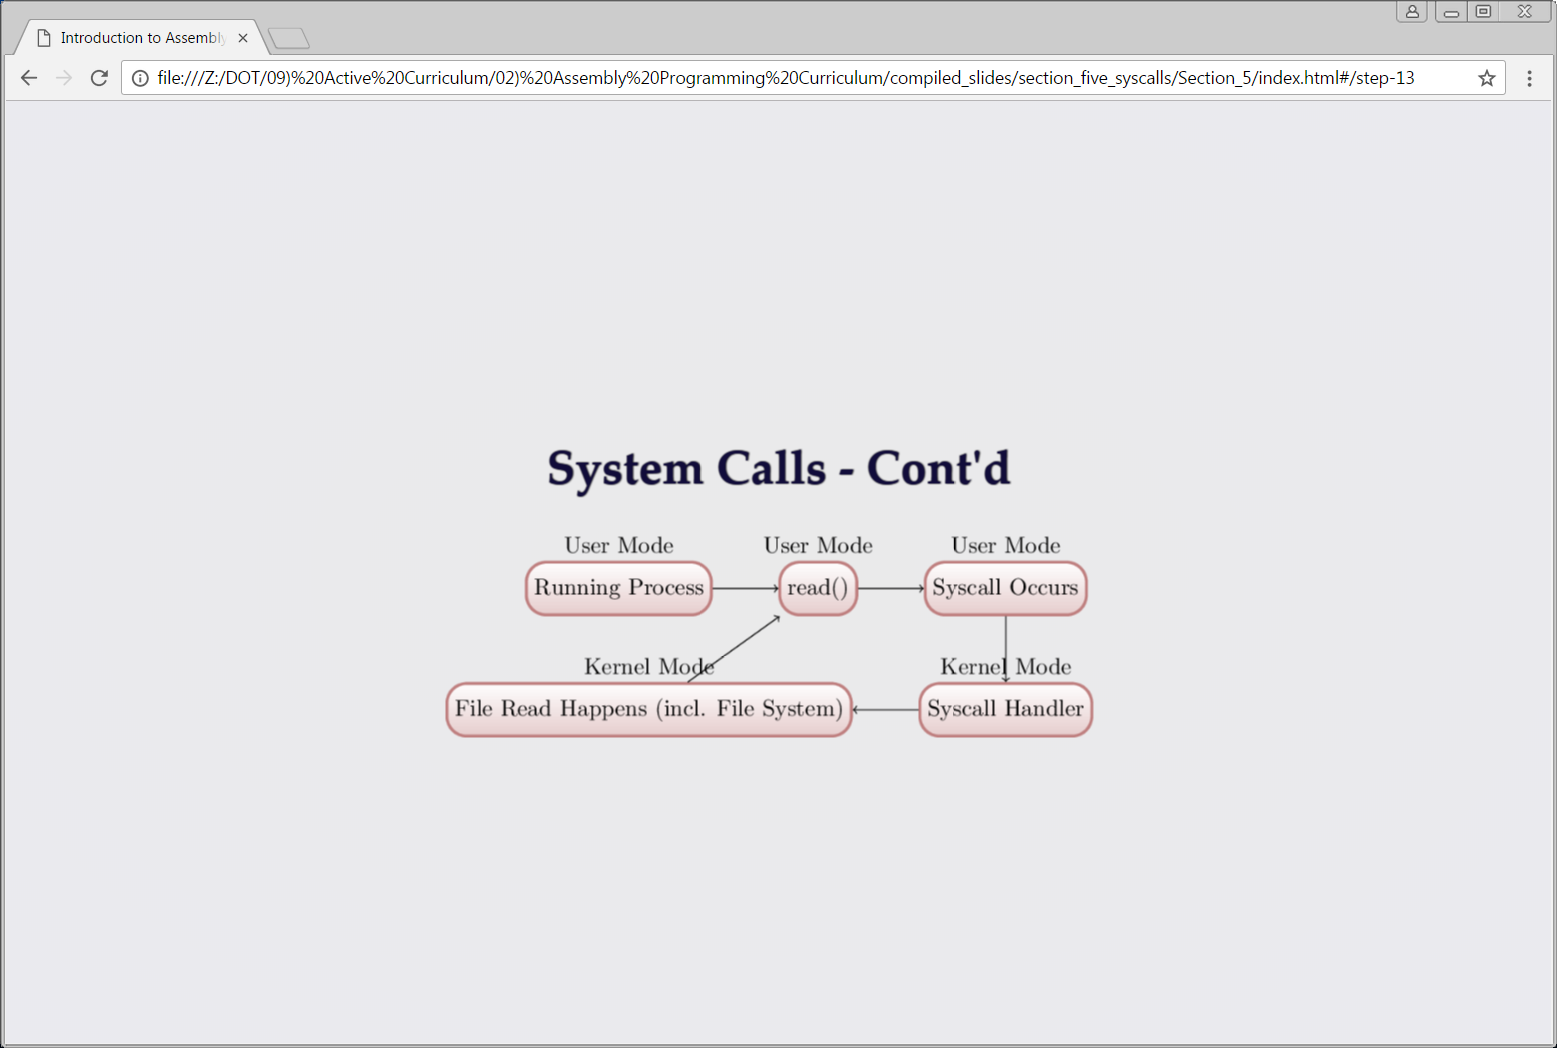 Introduction to Assembly
file:///Z:/DOT/09)%20Active%20Curriculum/02)%20Assembly%20Programming%20Curriculum/compiled_slides/section_five_syscalls/Section_5/index.html#/step-13
System Calls - Cont'd
User Mode User Mode User Mode
Running Process read() Syscall Occurs
Kernel Mode Kernel Mode
File Read Happens (incl. File System) Syscall Handler